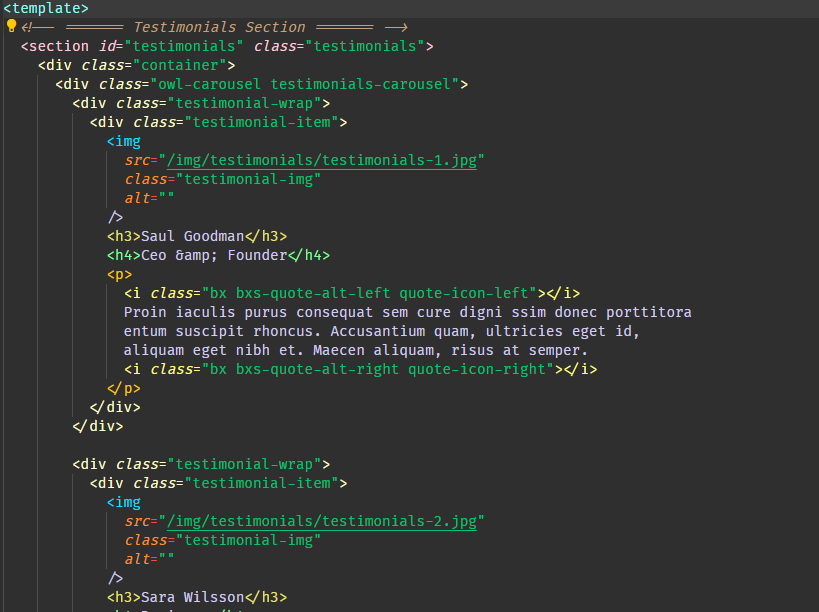 <template>
<!-- ======= Testimonials Section ======= -->
<section id="testimonials" class="testimonials">
<div class="container">
<div class="owl-carousel testimonials-carousel">
<div class="testimonial-wrap">
<div class="testimonial-item">
<img
src="/img/testimonials/testimonials-1.jpg"
class="testimonial-img"
alt=""
/>
<h3>Saul Goodman</h3>
<h4>Ceo &amp; Founder</h4>
<p>
<i class="bx bxs-quote-alt-left quote-icon-left"></i>
Proin iaculis purus consequat sem cure digni ssim donec porttitora
entum suscipit rhoncus. Accusantium quam, ultricies eget id,
aliquam eget nibh et. Maecen aliquam, risus at semper.
<i class="bx bxs-quote-alt-right quote-icon-right"></i>
</p>
</div>
</div>
<div class="testimonial-wrap">
<div class="testimonial-item">
<img
src="/img/testimonials/testimonials-2.jpg"
class="testimonial-img"
alt=""
/>
<h3>Sara Wilsson</h3>